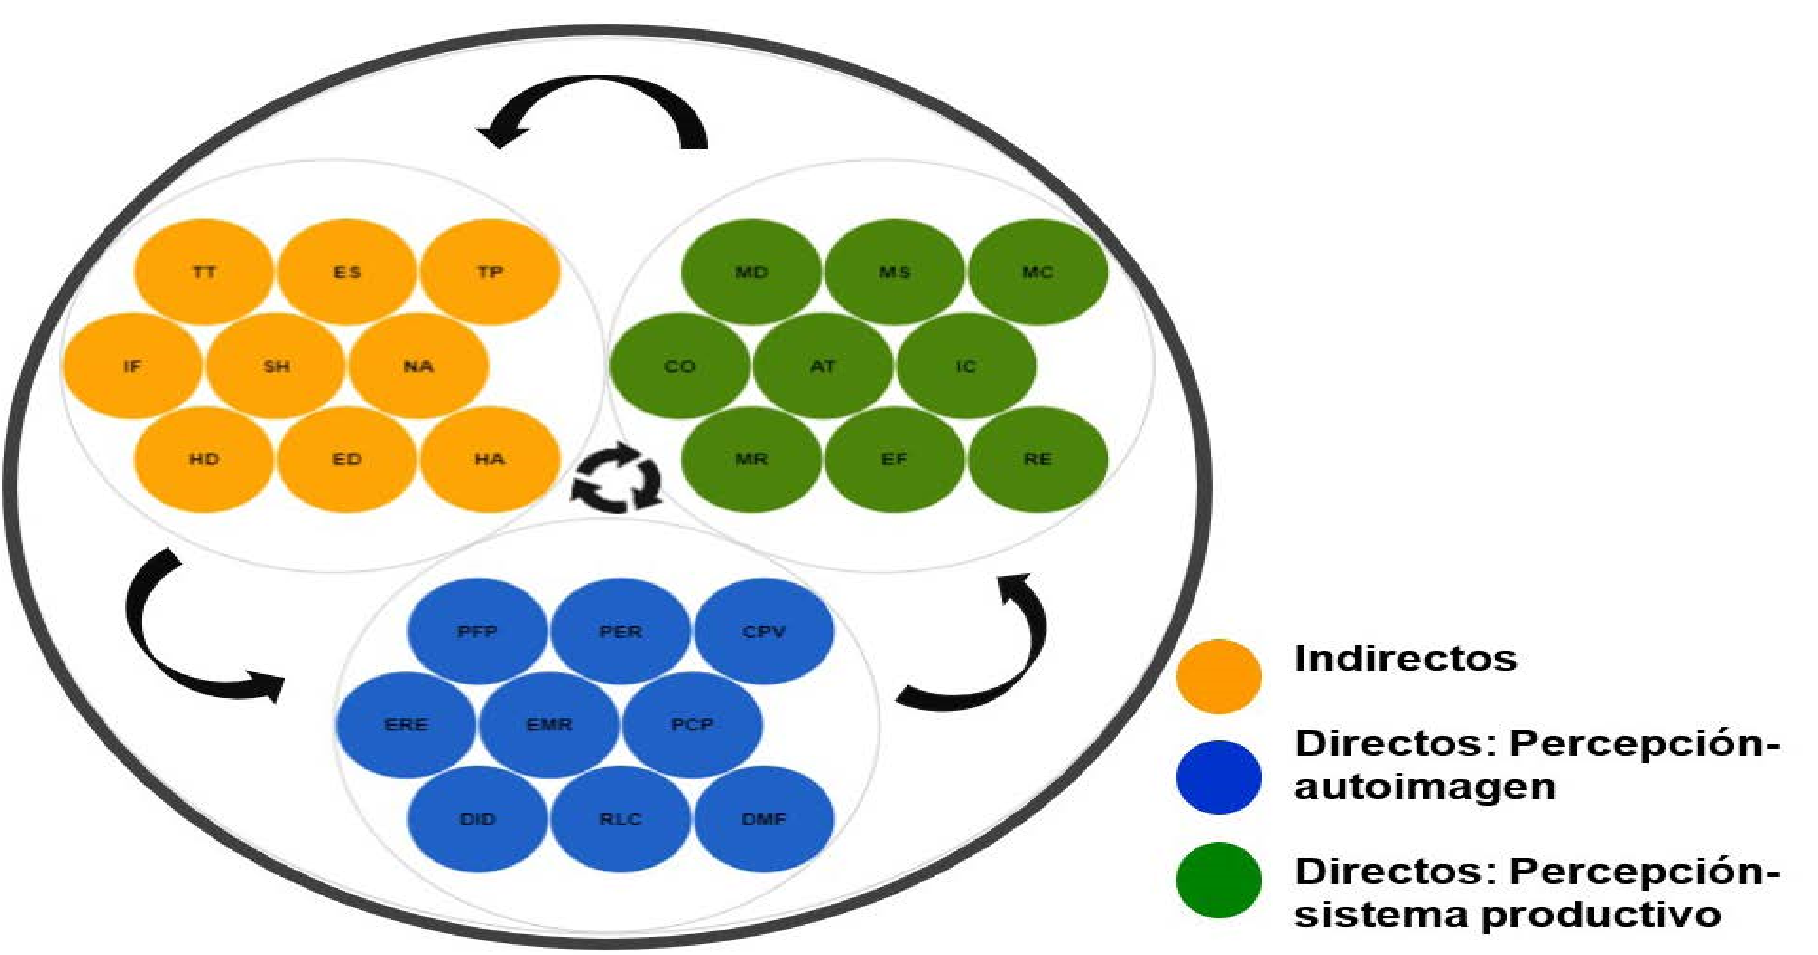 TT ES TP
IF SH NA
HD ED HA
MD MS MC
CO AT IC
MR EF RE
PFP PER CPV
ERE EMR PCP
DID RLC DMF
Indirectos
Directos: Percepción-
autoimagen
Directos: Percepción-
sistema productivo